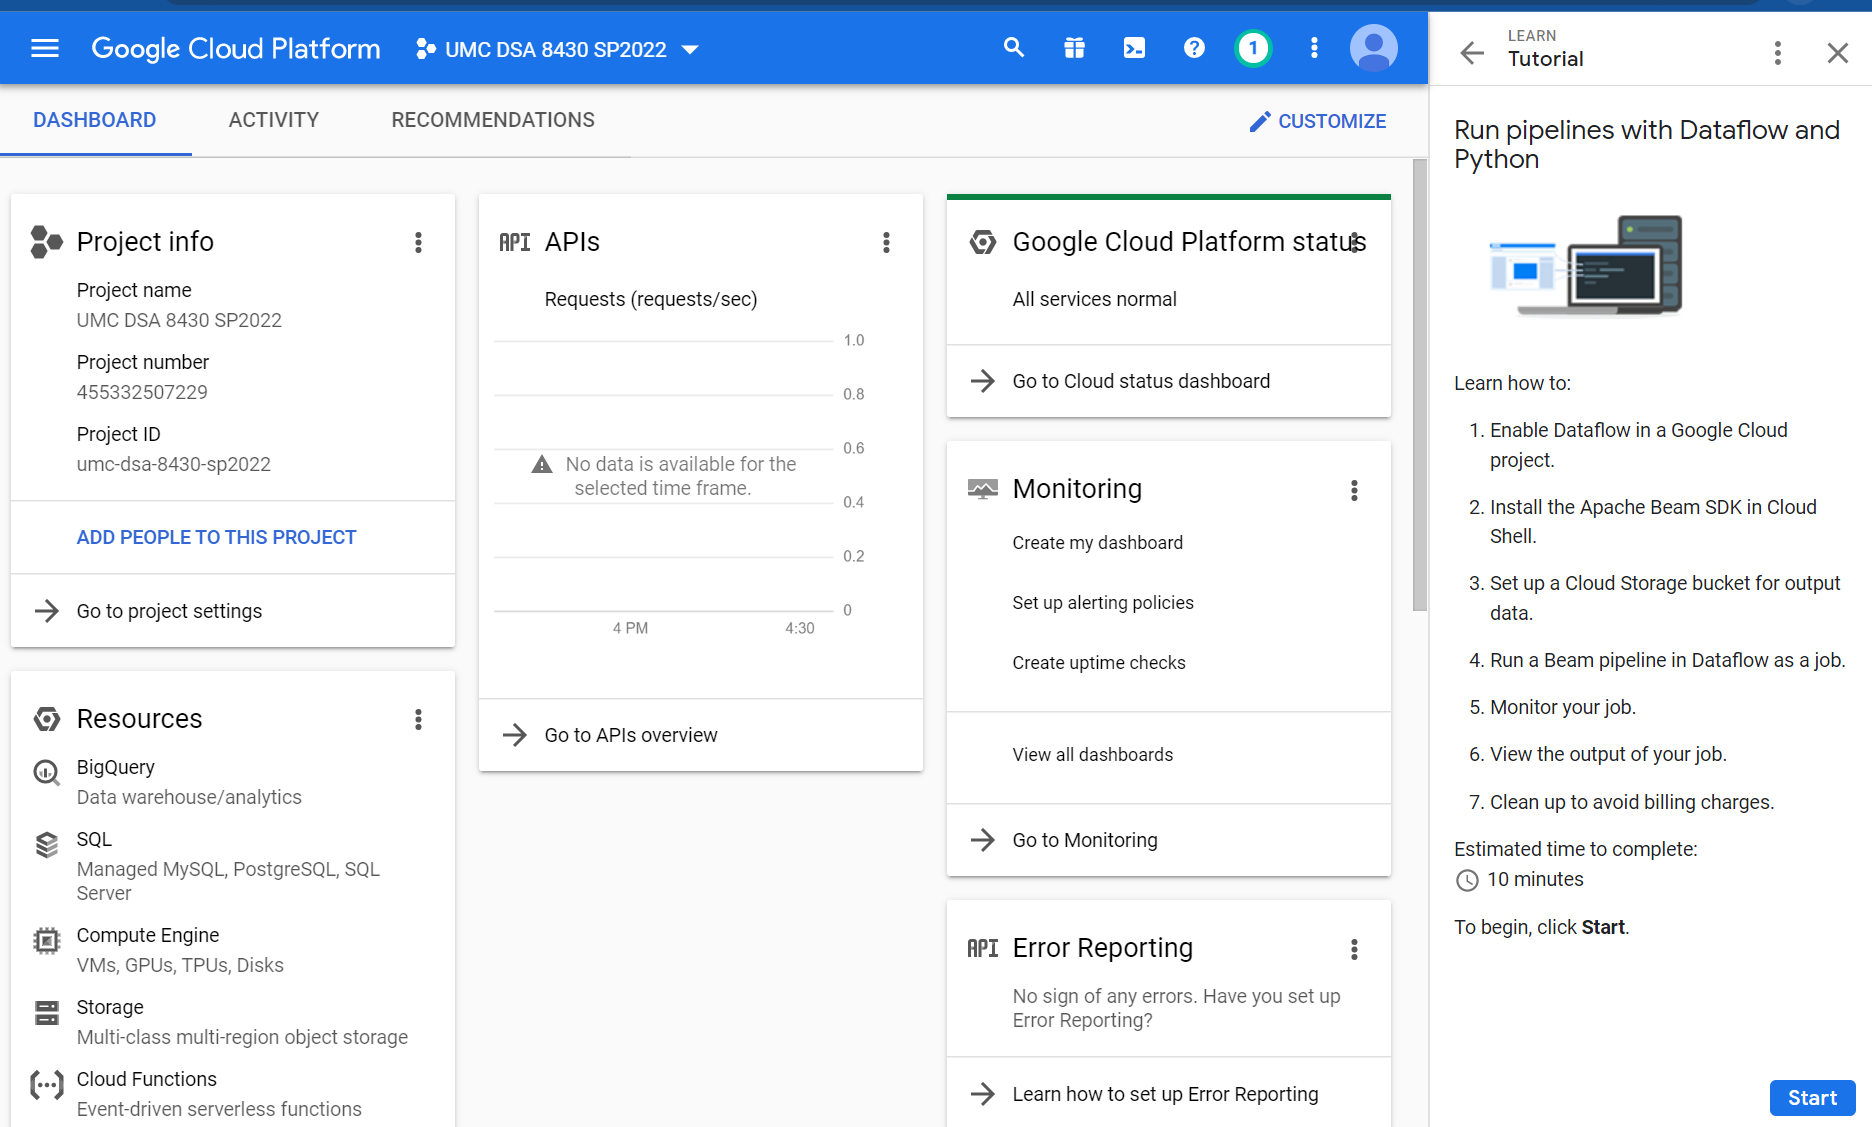 Google Cloud Platform
UMC DSA 8430 SP2022
1
DASHBOARD
ACTIVITY
RECOMMENDATIONS
CUSTOMIZE
Project info
Project name
UMC DSA 8430 SP2022
Project number
455332507229
Project ID
umc-dsa-8430-sp2022
ADD PEOPLE TO THIS PROJECT
Go to project settings
Resources
BigQuery
Data warehouse/analytics
SQL
Managed MySQL, PostgreSQL, SQL
Server
Compute Engine
VMs, GPUs, TPUs, Disks
Storage
Multi-class multi-region object storage
Cloud Functions
Event-driven serverless functions
API APIs
Requests (requests/sec)
1.0
0.8
0.6
No data is available for the
selected time frame.
0.4
0.2
0
4 PM
4:30
Go to APIs overview
Google Cloud Platform status
All services normal
Go to Cloud status dashboard
Monitoring
Create my dashboard
Set up alerting policies
Create uptime checks
View all dashboards
Go to Monitoring
API Error Reporting
No sign of any errors. Have you set up
Error Reporting?
Learn how to set up Error Reporting
LEARN
Tutorial
Run pipelines with Dataflow and
Python
Learn how to:
1. Enable Dataflow in a Google Cloud
project.
2. Install the Apache Beam SDK in Cloud
Shell.
3. Set up a Cloud Storage bucket for output
data.
4. Run a Beam pipeline in Dataflow as a job.
5. Monitor your job.
6. View the output of your job.
7. Clean up to avoid billing charges.
Estimated time to complete:
10 minutes
To begin, click Start.
Start